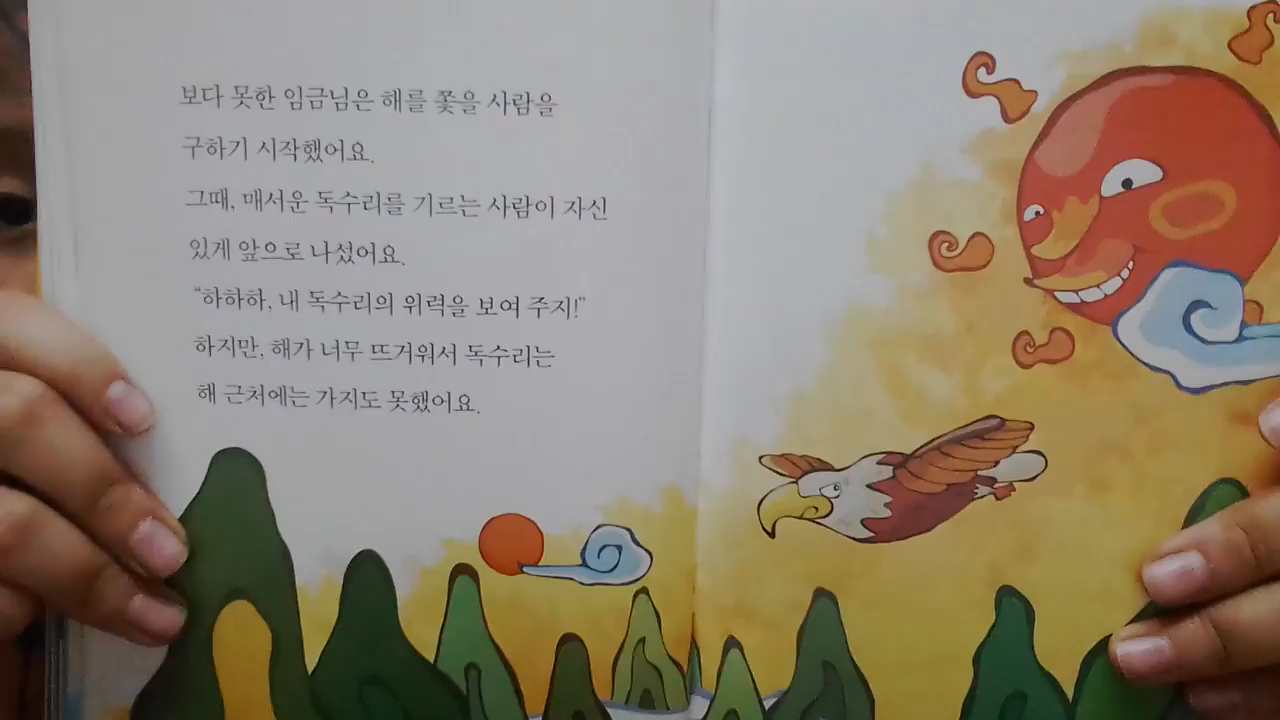 보다 못한 임금님은 해를 쫓을 사람을
구하기 시작했어요.
그때, 매서운 독수리를 기르는 사람이 자신
있게 앞으로 나섰어요.
“하하하, 내 독수리의 위력을 보여 주지!”
하지만, 해가 너무 뜨거워서 독수리는
해 근처에는 가지도 못했어요.